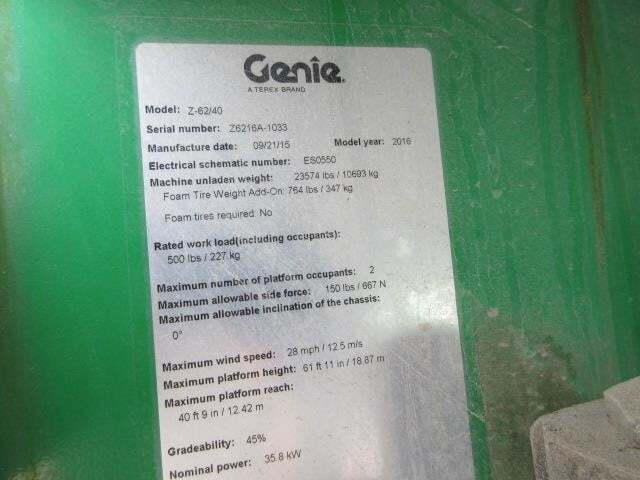 Genie
A TEREX BRAND
Model: Z-62/40
Serial number: Z6216A-1033
Manufacture date: 09/21/15 Model year: 2016
Electrical schematic number: ES0550
Machine unladen weight: 23574 lbs / 10693 kg
Foam Tire Weight Add-On: 764 lbs / 347 kg
Foam tires required: No
Rated work load(including occupants):
500 lbs / 227 kg
Maximum number of platform occupants: 2
Maximum allowable side force: 150 lbs / 667 N
Maximum allowable inclination of the chassis:
0°
Maximum wind speed: 28 mph / 12.5 m/s
Maximum platform height: 61 ft 11 in / 18.87 m
Maximum platform reach:
40 ft 9 in / 12.42 m
Gradeability: 45%
Nominal power: 35.8 kW